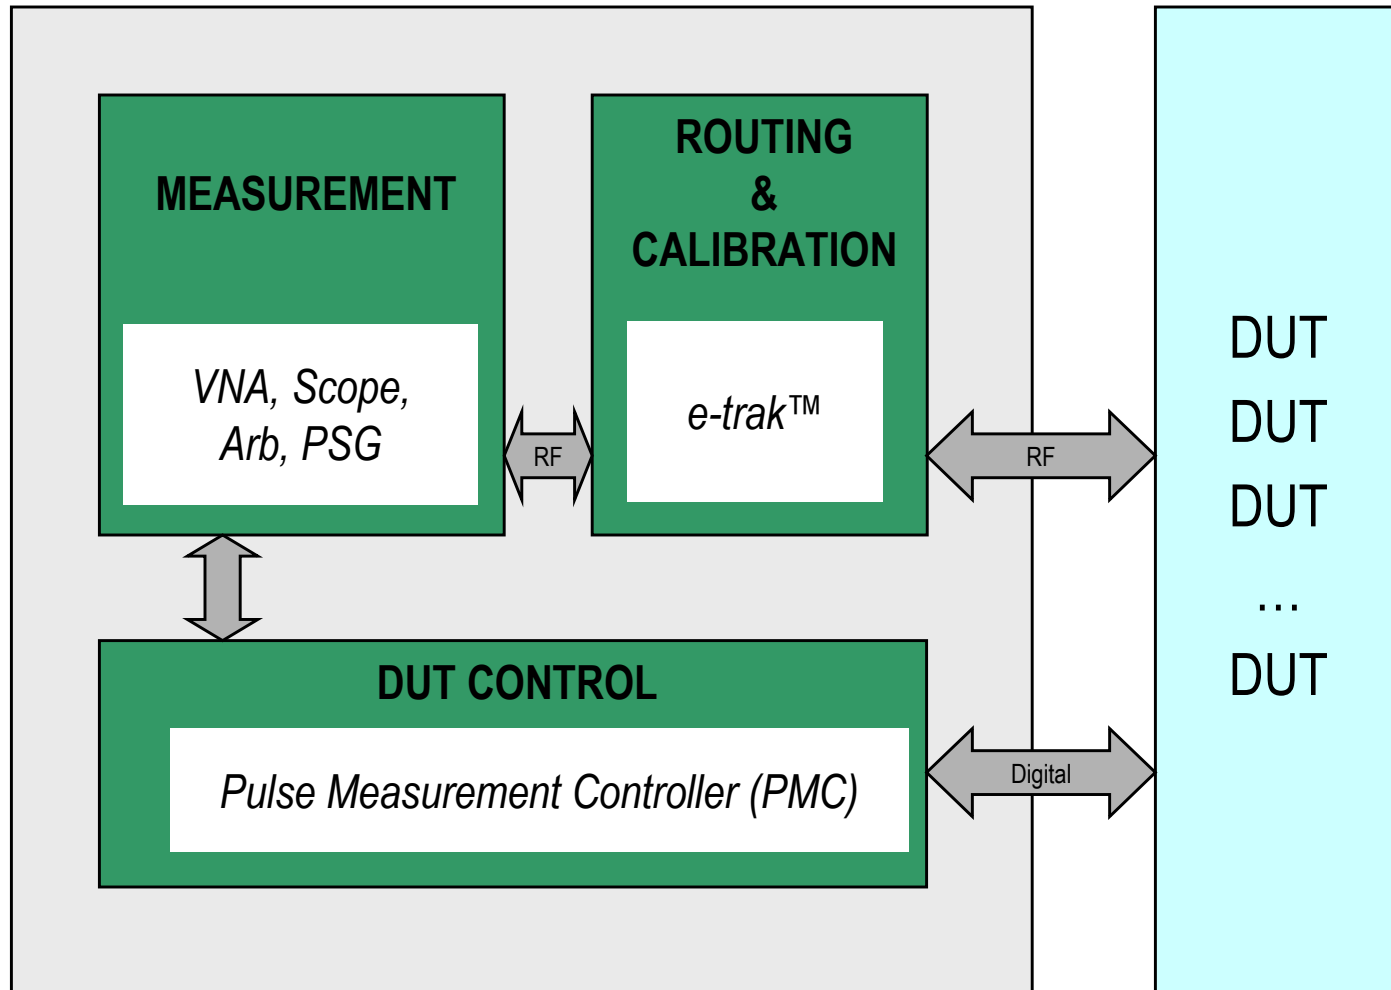 MEASUREMENT
VNA, Scope,
Arb, PSG
RF
ROUTING
&
CALIBRATION
e-trak™
RF
DUT
DUT
DUT
...
DUT
DUT CONTROL
Pulse Measurement Controller (PMC)
Digital